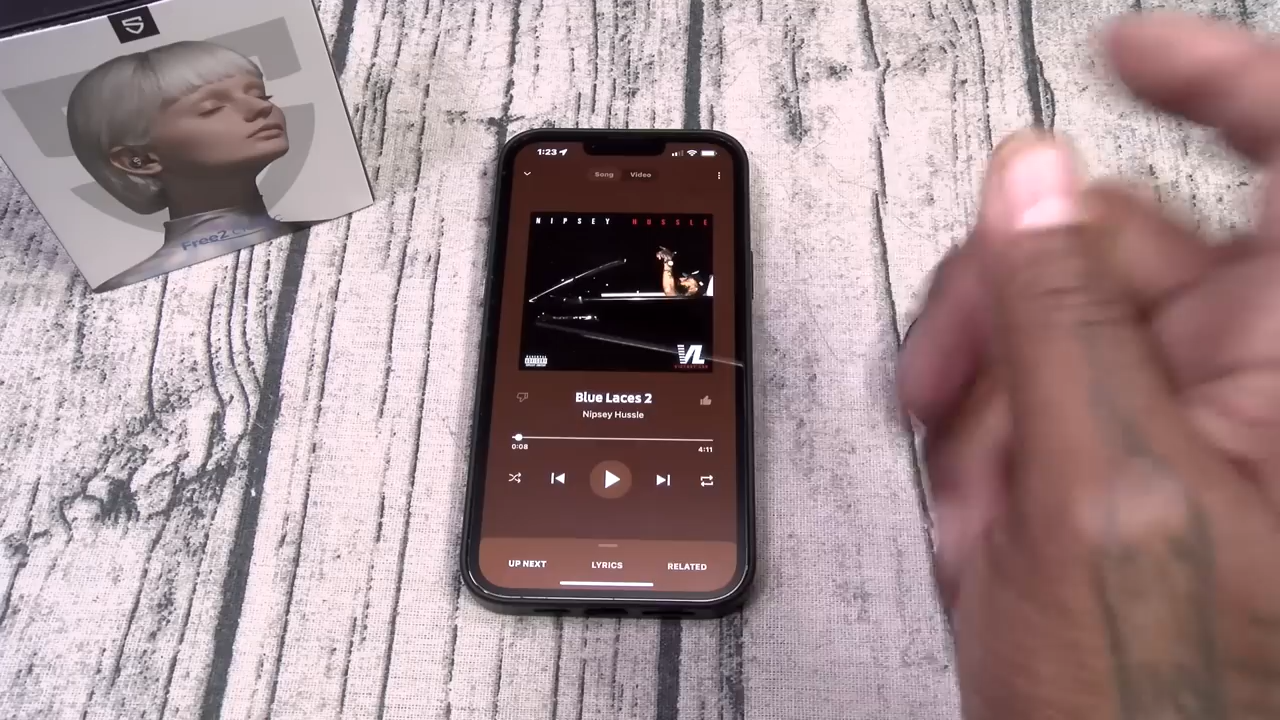 Free2
1:23
Song Video
NIPSEY HUSSLE
VL
Blue Laces 2
Nipsey Hussle
0:08 4:11
UP NEXT LYRICS RELATED